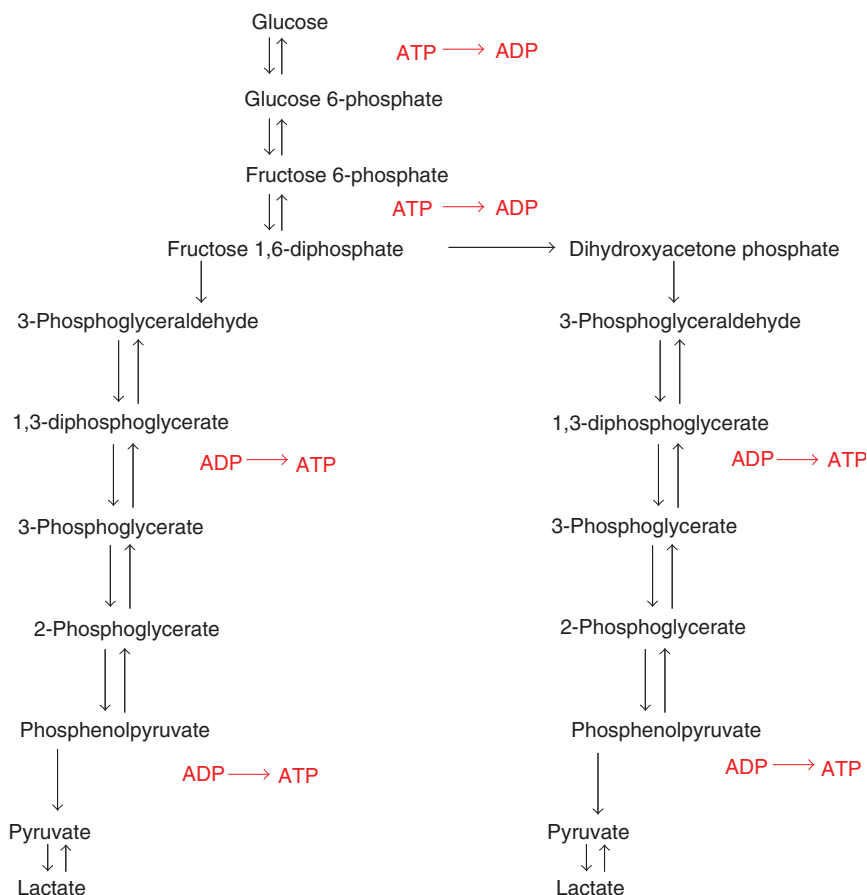 Glucose
ATP → ADP
Glucose 6-phosphate
Fructose 6-phosphate
ATP → ADP
Fructose 1,6-diphosphate → Dihydroxyacetone phosphate
3-Phosphoglyceraldehyde 3-Phosphoglyceraldehyde
1,3-diphosphoglycerate 1,3-diphosphoglycerate
ADP → ATP ADP → ATP
3-Phosphoglycerate 3-Phosphoglycerate
2-Phosphoglycerate 2-Phosphoglycerate
Phosphenolpyruvate Phosphenolpyruvate
ADP → ATP ADP → ATP
Pyruvate Pyruvate
Lactate Lactate